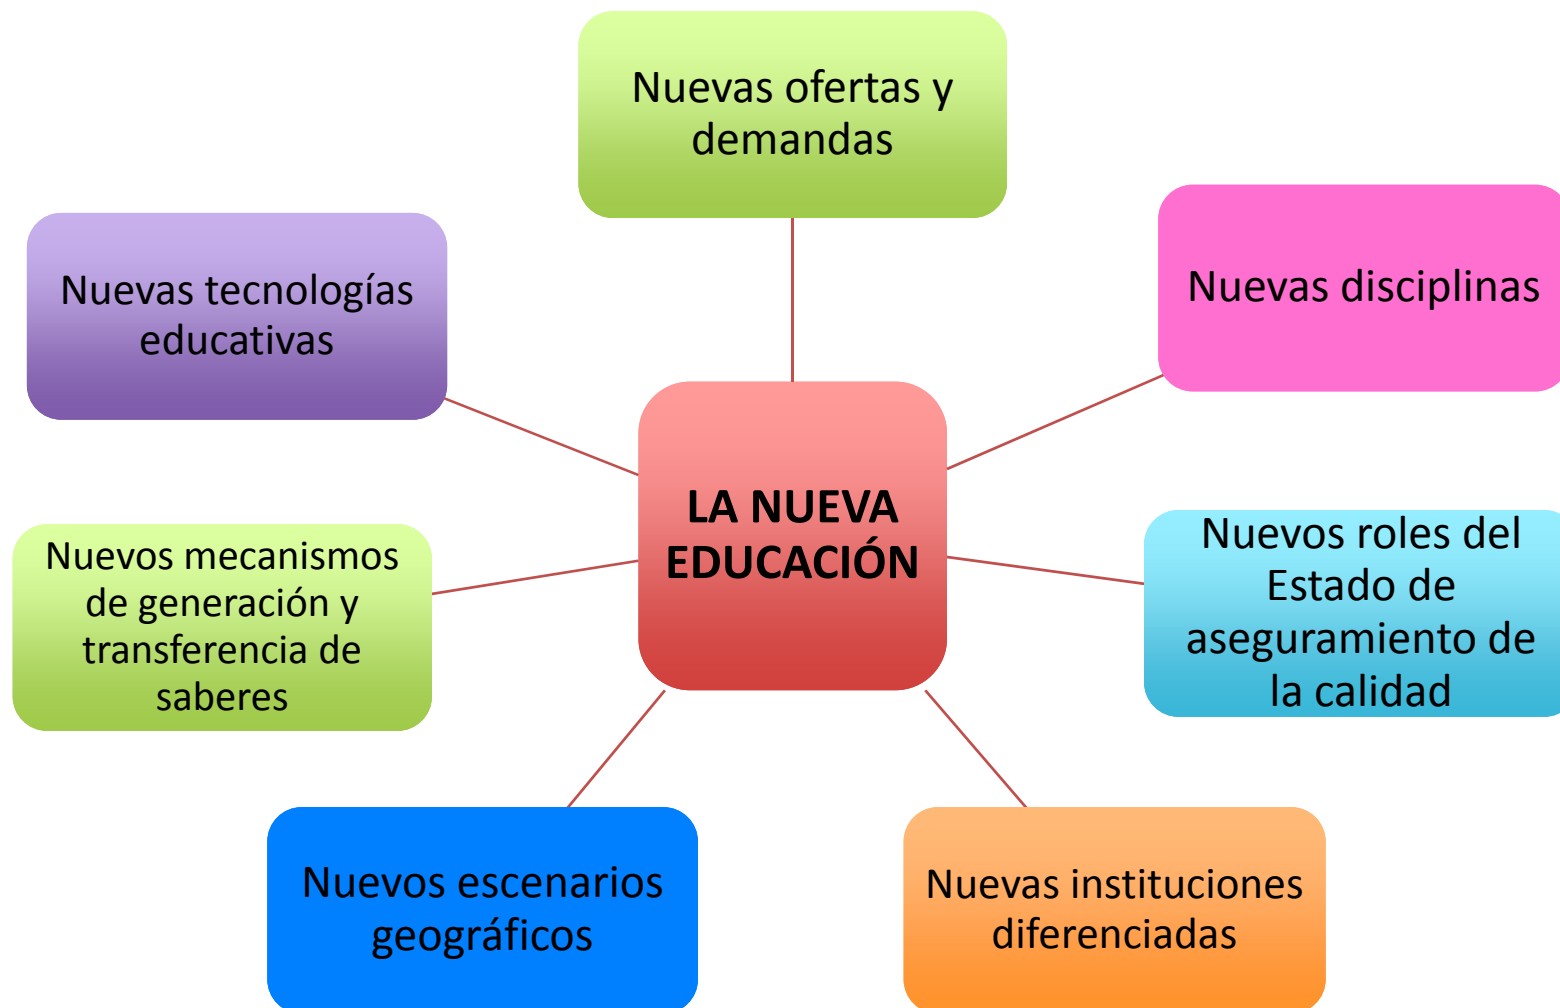 Nuevas ofertas y
demandas
Nuevas disciplinas
Nuevas tecnologías
educativas
LA NUEVA
EDUCACIÓN
Nuevos roles del
Estado de
aseguramiento de
la calidad
Nuevos mecanismos
de generación y
transferencia de
saberes
Nuevos escenarios
geográficos
Nuevas instituciones
diferenciadas